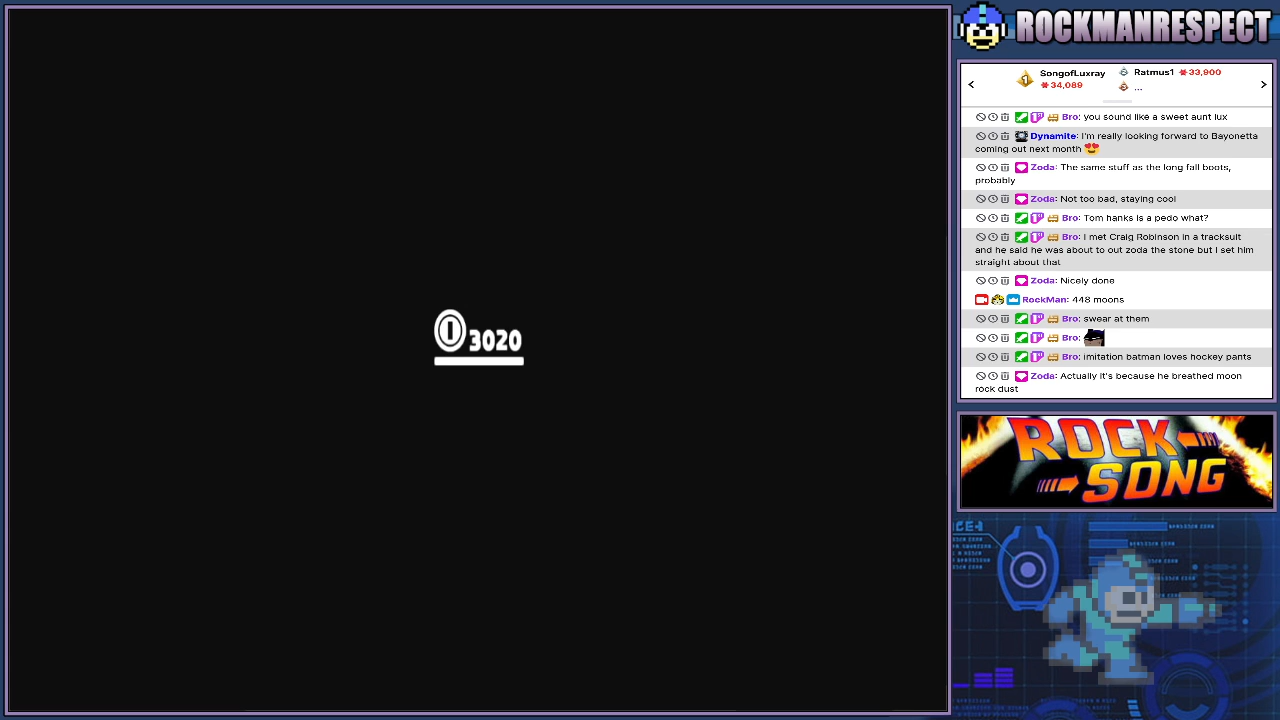 3020
ROCKMANRESPECT
1 SongofLuxray
34,089
2 Ratmus1 33,900
3 ...
Bro: you sound like a sweet aunt lux
Dynamite: I'm really looking forward to Bayonetta
coming out next month 😍
Zoda: The same stuff as the long fall boots,
probably
Zoda: Not too bad, staying cool
Bro: Tom hanks is a pedo what?
Bro: I met Craig Robinson in a tracksuit
and he said he was about to out zoda the stone but I set him
straight about that
Zoda: Nicely done
RockMan: 448 moons
Bro: swear at them
Bro:
Bro: imitation batman loves hockey pants
Zoda: Actually it's because he breathed moon
rock dust
ROCK
SONG